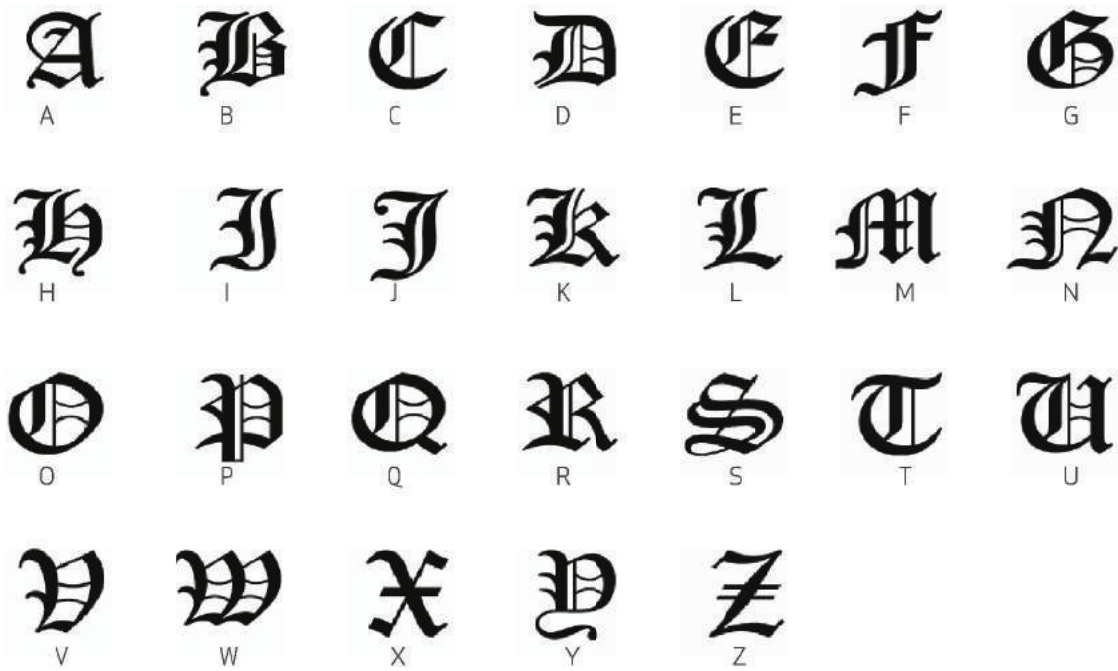 A B C D E F G
A B C D E F G
H I J K L M N
H I J K L M N
O P Q R S T U
O P Q R S T U
V W X Y Z
V W X Y Z